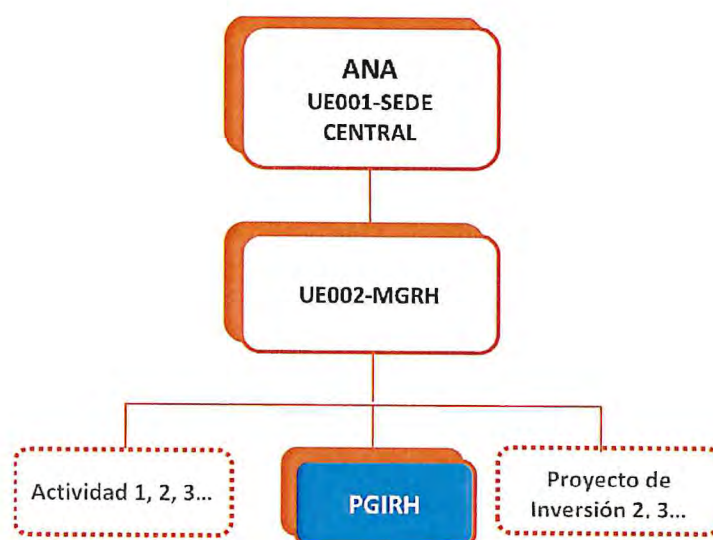 ANA
UE001-SEDE
CENTRAL
UE002-MGRH
Actividad 1, 2, 3...
PGIRH
Proyecto de
Inversión 2, 3...